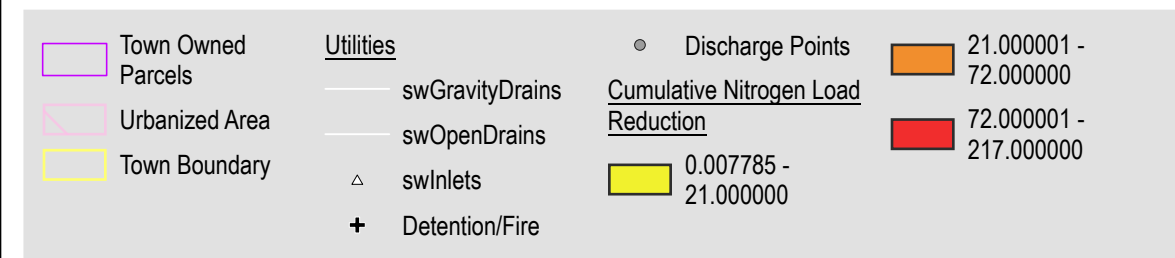 Town Owned
Parcels
Urbanized Area
Town Boundary
Utilities
swGravityDrains
swOpenDrains
swInlets
Detention/Fire
Discharge Points
Cumulative Nitrogen Load
Reduction
0.007785 -
21.000000
21.000001 -
72.000000
72.000001 -
217.000000